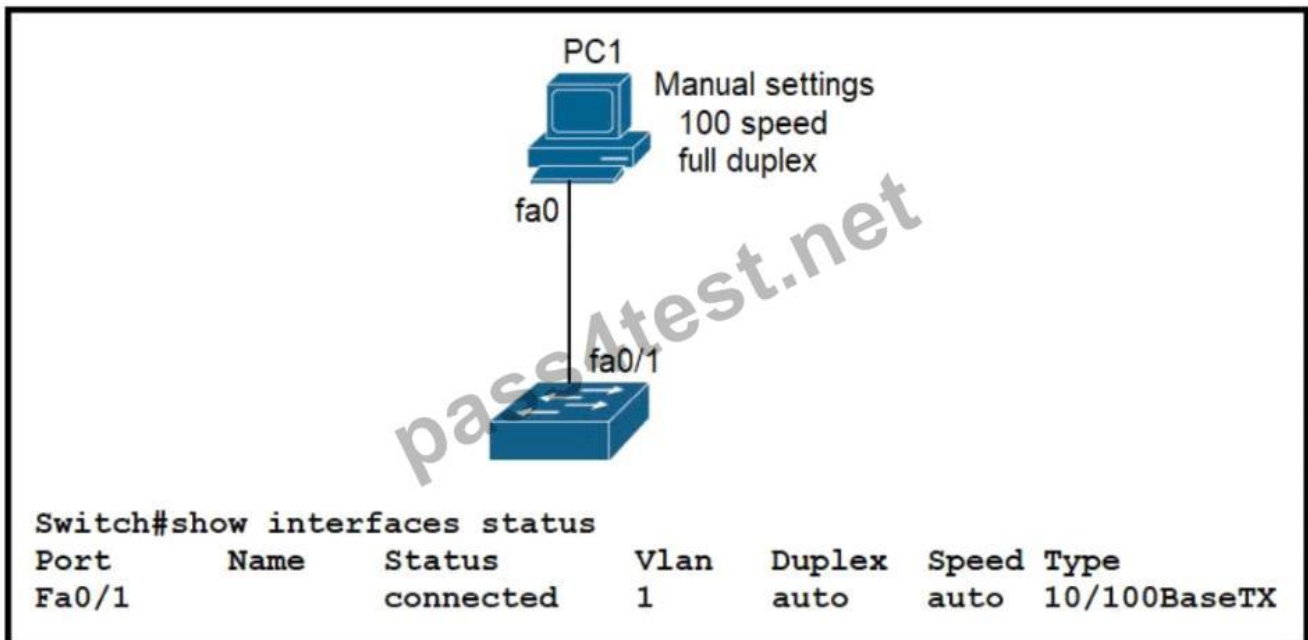 PC1
Manual settings
100 speed
full duplex
fa0
pass4test.net
fa0/1
Switch#show interfaces status
Port Name Status Vlan Duplex Speed Type
Fa0/1 connected 1 auto auto 10/100BaseTX